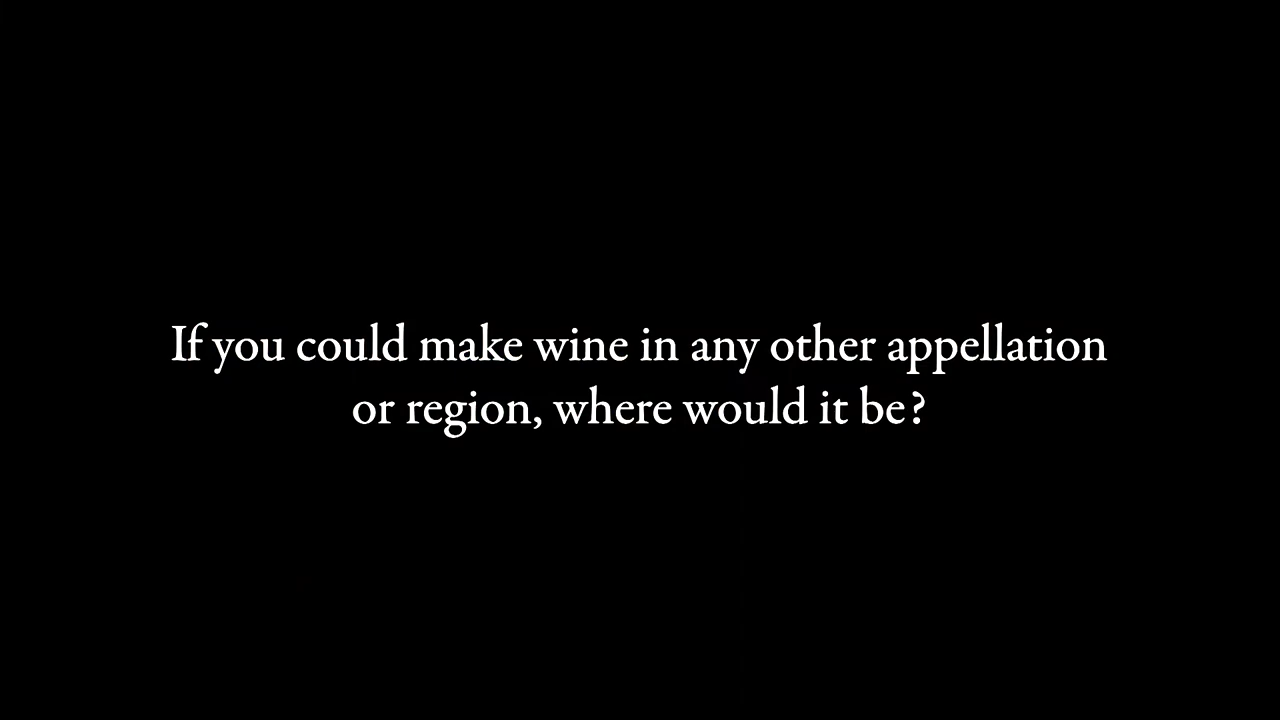 If you could make wine in any other appellation
or region, where would it be?